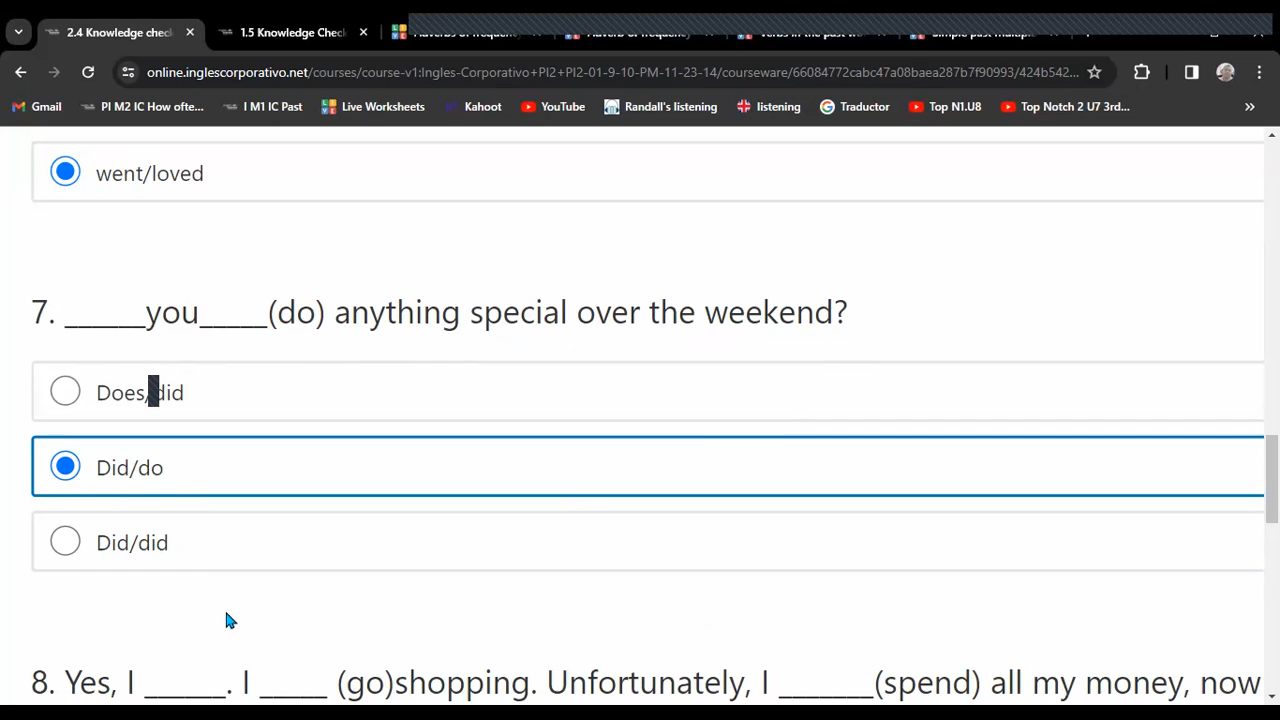 2.4 Knowledge chec
1.5 Knowledge Chec
online.inglescorporativo.net/courses/course-v1:Ingles-Corporativo+PI2+PI2-01-9-10-PM-11-23-14/courseware/66084772cabc47a08baea287b7f90993/424b542...
Gmail PI M2 IC How ofte... I M1 IC Past Live Worksheets Kahoot YouTube Randall's listening listening Traductor Top N1.U8 Top Notch 2 U7 3rd...
went/loved
7. ______you_____(do) anything special over the weekend?
Does/did
Did/do
Did/did
8. Yes, I ______. I _____ (go)shopping. Unfortunately, I _______(spend) all my money, now